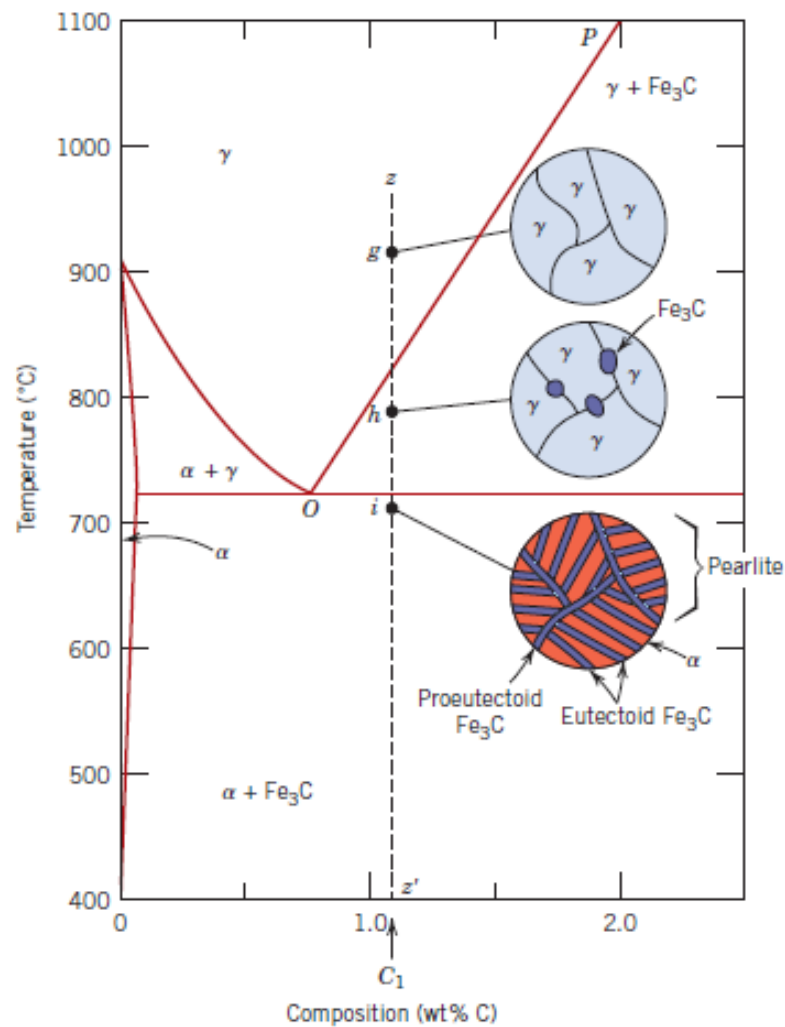 1100
P
γ + Fe₃C
1000
γ
z
γ
γ
γ
g
γ
900
Fe₃C
γ
γ
800
h
γ
γ
Temperature (°C)
α + γ
O
i
700
α
Pearlite
600
α
Proeutectoid
Fe₃C
Eutectoid Fe₃C
500
α + Fe₃C
400
z′
0
1.0
2.0
C₁
Composition (wt% C)